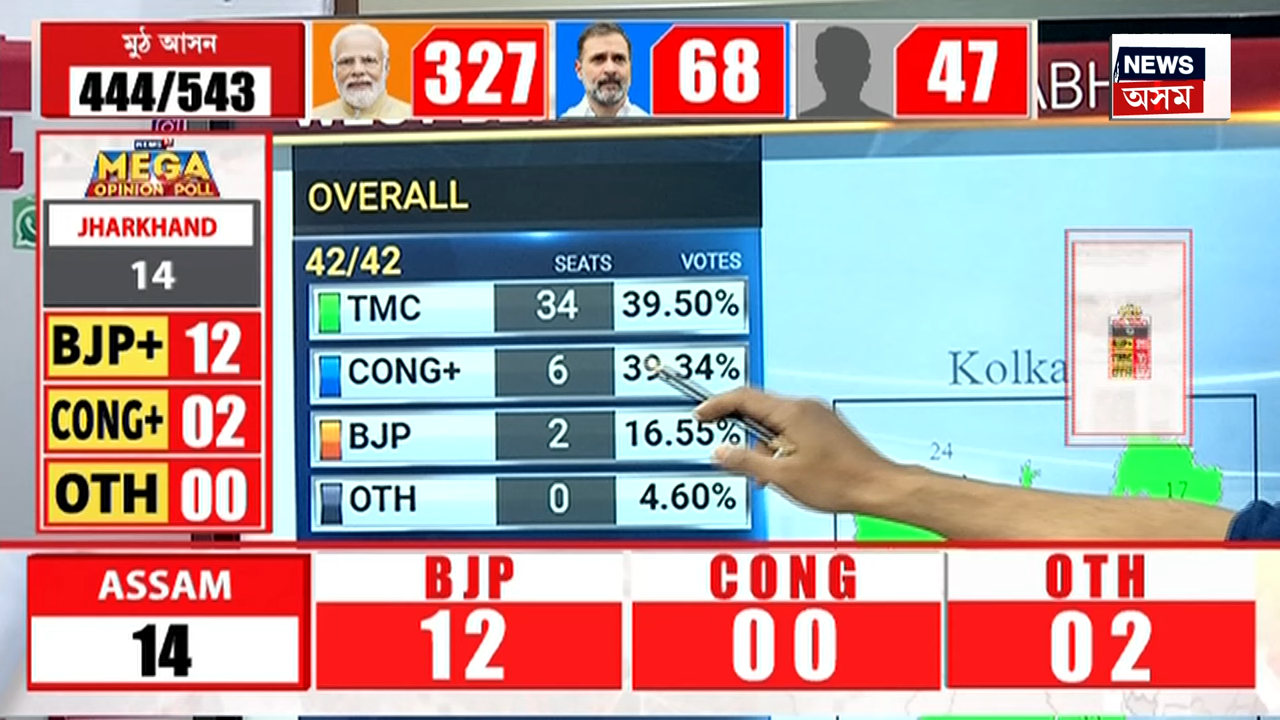 মুঠ আসন
444/543
327
68
47
NEWS
অসম
MEGA
OPINION POLL
JHARKHAND
14
BJP+ 12
CONG+ 02
OTH 00
OVERALL
42/42 SEATS VOTES
TMC 34 39.50%
CONG+ 6 39.34%
BJP 2 16.55%
OTH 0 4.60%
Kolka
24
17
ASSAM
14
BJP
12
CONG
00
OTH
02